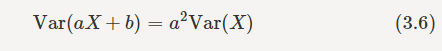 Var(aX + b) = a²Var(X) (3.6)